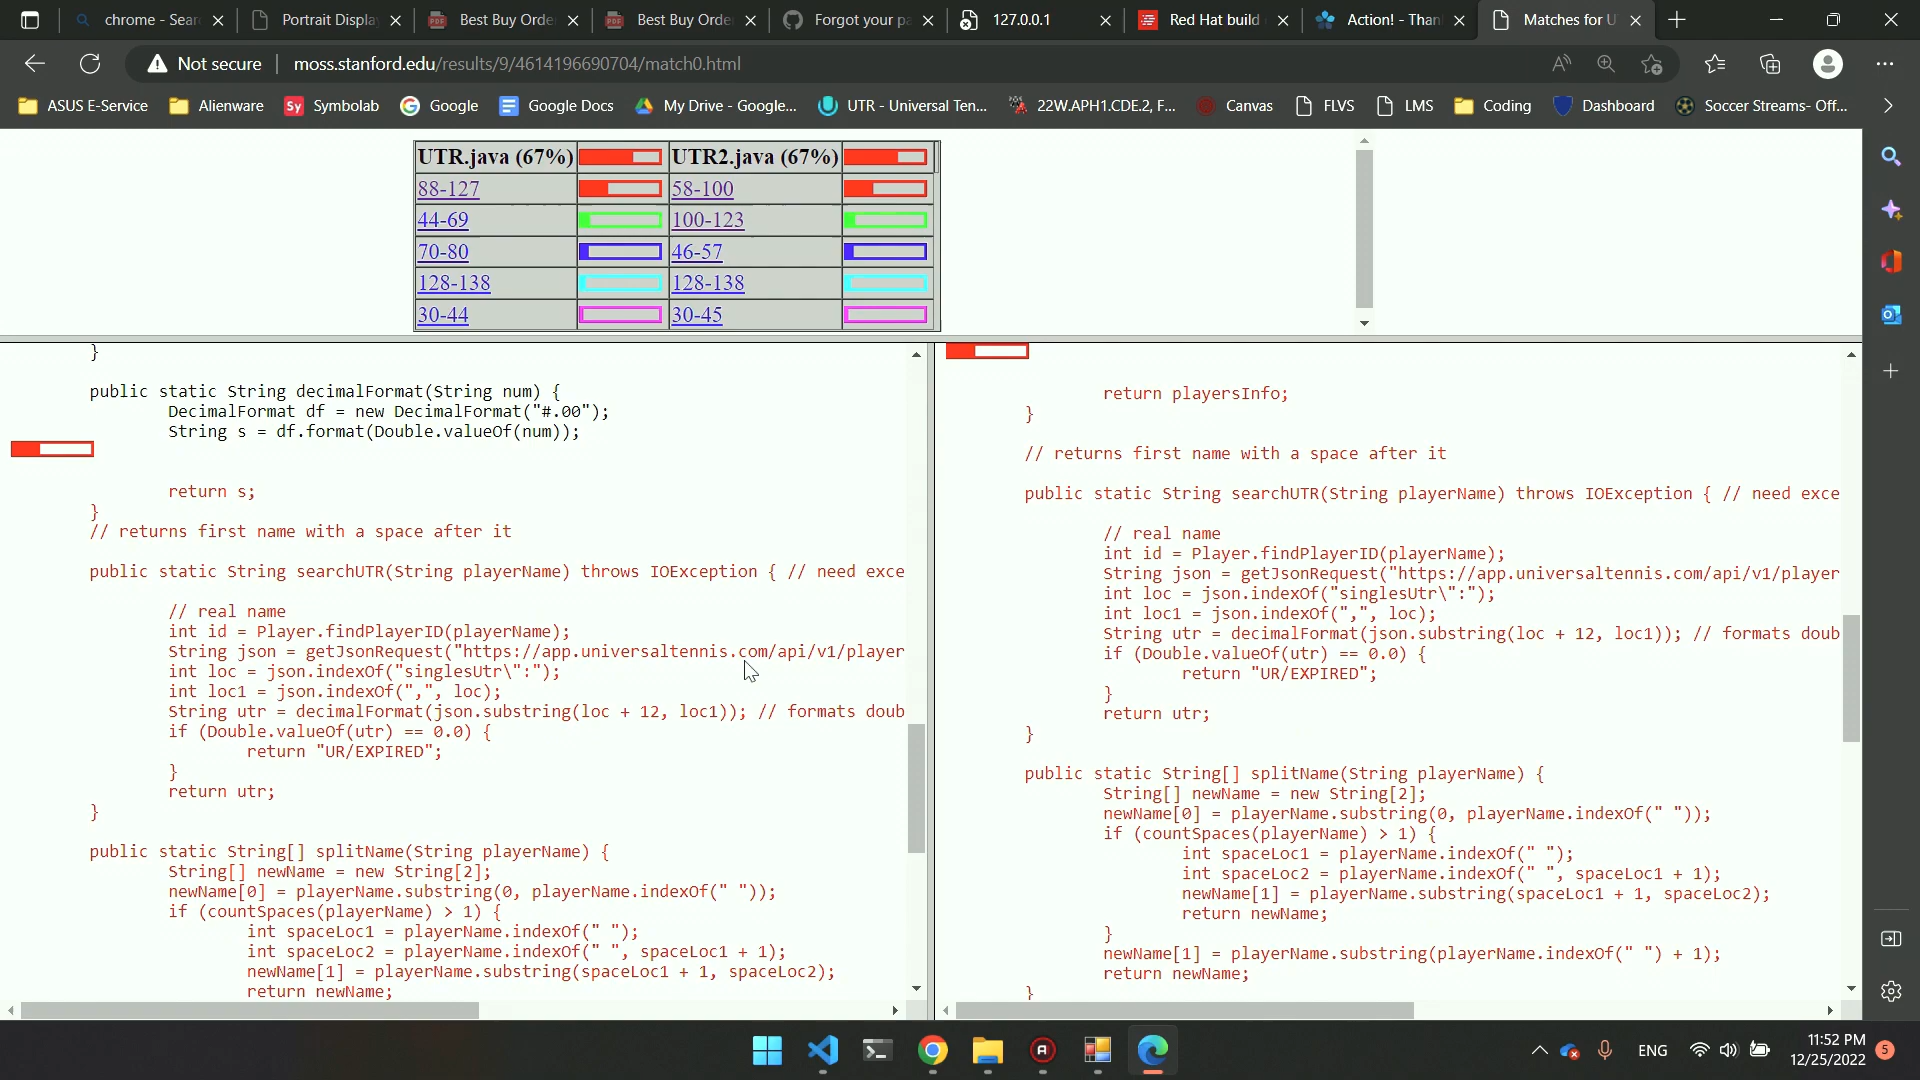 chrome - Sear
Portrait Display
Best Buy Orde
Best Buy Orde
Forgot your pa
127.0.0.1
Red Hat build
Action! - Than
Matches for U
Not secure
moss.stanford.edu/results/9/4614196690704/match0.html
ASUS E-Service
Alienware
Sy Symbolab
Google
Google Docs
My Drive - Google...
UTR - Universal Ten...
22W.APH1.CDE.2, F...
Canvas
FLVS
LMS
Coding
Dashboard
Soccer Streams- Off...
UTR.java (67%) UTR2.java (67%)
88-127 58-100
44-69 100-123
70-80 46-57
128-138 128-138
30-44 30-45
}
public static String decimalFormat(String num) {
DecimalFormat df = new DecimalFormat("#.00");
String s = df.format(Double.valueOf(num));
return s;
}
// returns first name with a space after it
public static String searchUTR(String playerName) throws IOException { // need exce
// real name
int id = Player.findPlayerID(playerName);
String json = getJsonRequest("https://app.universaltennis.com/api/v1/player
int loc = json.indexOf("singlesUtr\":");
int loc1 = json.indexOf(",", loc);
String utr = decimalFormat(json.substring(loc + 12, loc1)); // formats doub
if (Double.valueOf(utr) == 0.0) {
return "UR/EXPIRED";
}
return utr;
}
public static String[] splitName(String playerName) {
String[] newName = new String[2];
newName[0] = playerName.substring(0, playerName.indexOf(" "));
if (countSpaces(playerName) > 1) {
int spaceLoc1 = playerName.indexOf(" ");
int spaceLoc2 = playerName.indexOf(" ", spaceLoc1 + 1);
newName[1] = playerName.substring(spaceLoc1 + 1, spaceLoc2);
return newName;
return playersInfo;
}
// returns first name with a space after it
public static String searchUTR(String playerName) throws IOException { // need exce
// real name
int id = Player.findPlayerID(playerName);
String json = getJsonRequest("https://app.universaltennis.com/api/v1/player
int loc = json.indexOf("singlesUtr\":");
int loc1 = json.indexOf(",", loc);
String utr = decimalFormat(json.substring(loc + 12, loc1)); // formats doub
if (Double.valueOf(utr) == 0.0) {
return "UR/EXPIRED";
}
return utr;
}
public static String[] splitName(String playerName) {
String[] newName = new String[2];
newName[0] = playerName.substring(0, playerName.indexOf(" "));
if (countSpaces(playerName) > 1) {
int spaceLoc1 = playerName.indexOf(" ");
int spaceLoc2 = playerName.indexOf(" ", spaceLoc1 + 1);
newName[1] = playerName.substring(spaceLoc1 + 1, spaceLoc2);
return newName;
}
newName[1] = playerName.substring(playerName.indexOf(" ") + 1);
return newName;
}
ENG
11:52 PM
12/25/2022
5